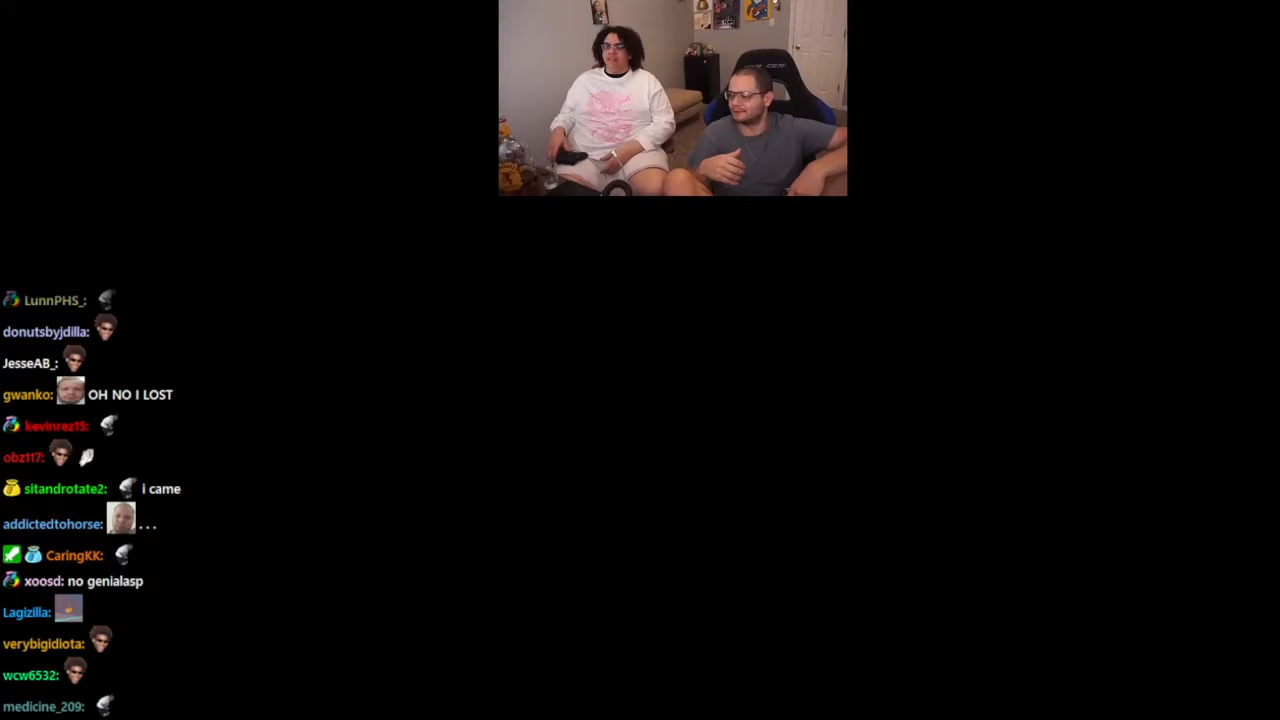 LunnPHS_:
donutsbyjdilla:
JesseAB_:
gwanko: OH NO I LOST
kevinrez15:
obz117:
sitandrotate2: i came
addictedtohorse: ...
CaringKK:
xoosd: no genialasp
Lagizilla:
verybigidiota:
wcw6532:
medicine_209: